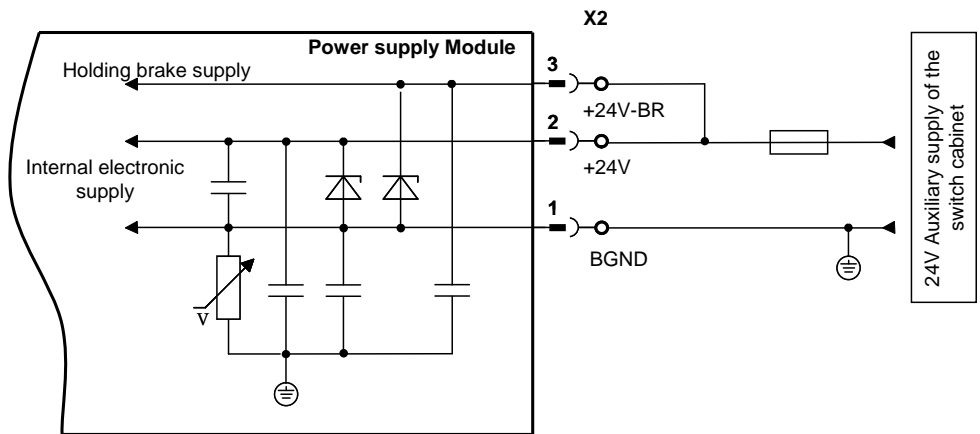 X2
Power supply Module
Holding brake supply
3
+24V-BR
2
+24V
Internal electronic
supply
1
BGND
V
24V Auxiliary supply of the
switch cabinet